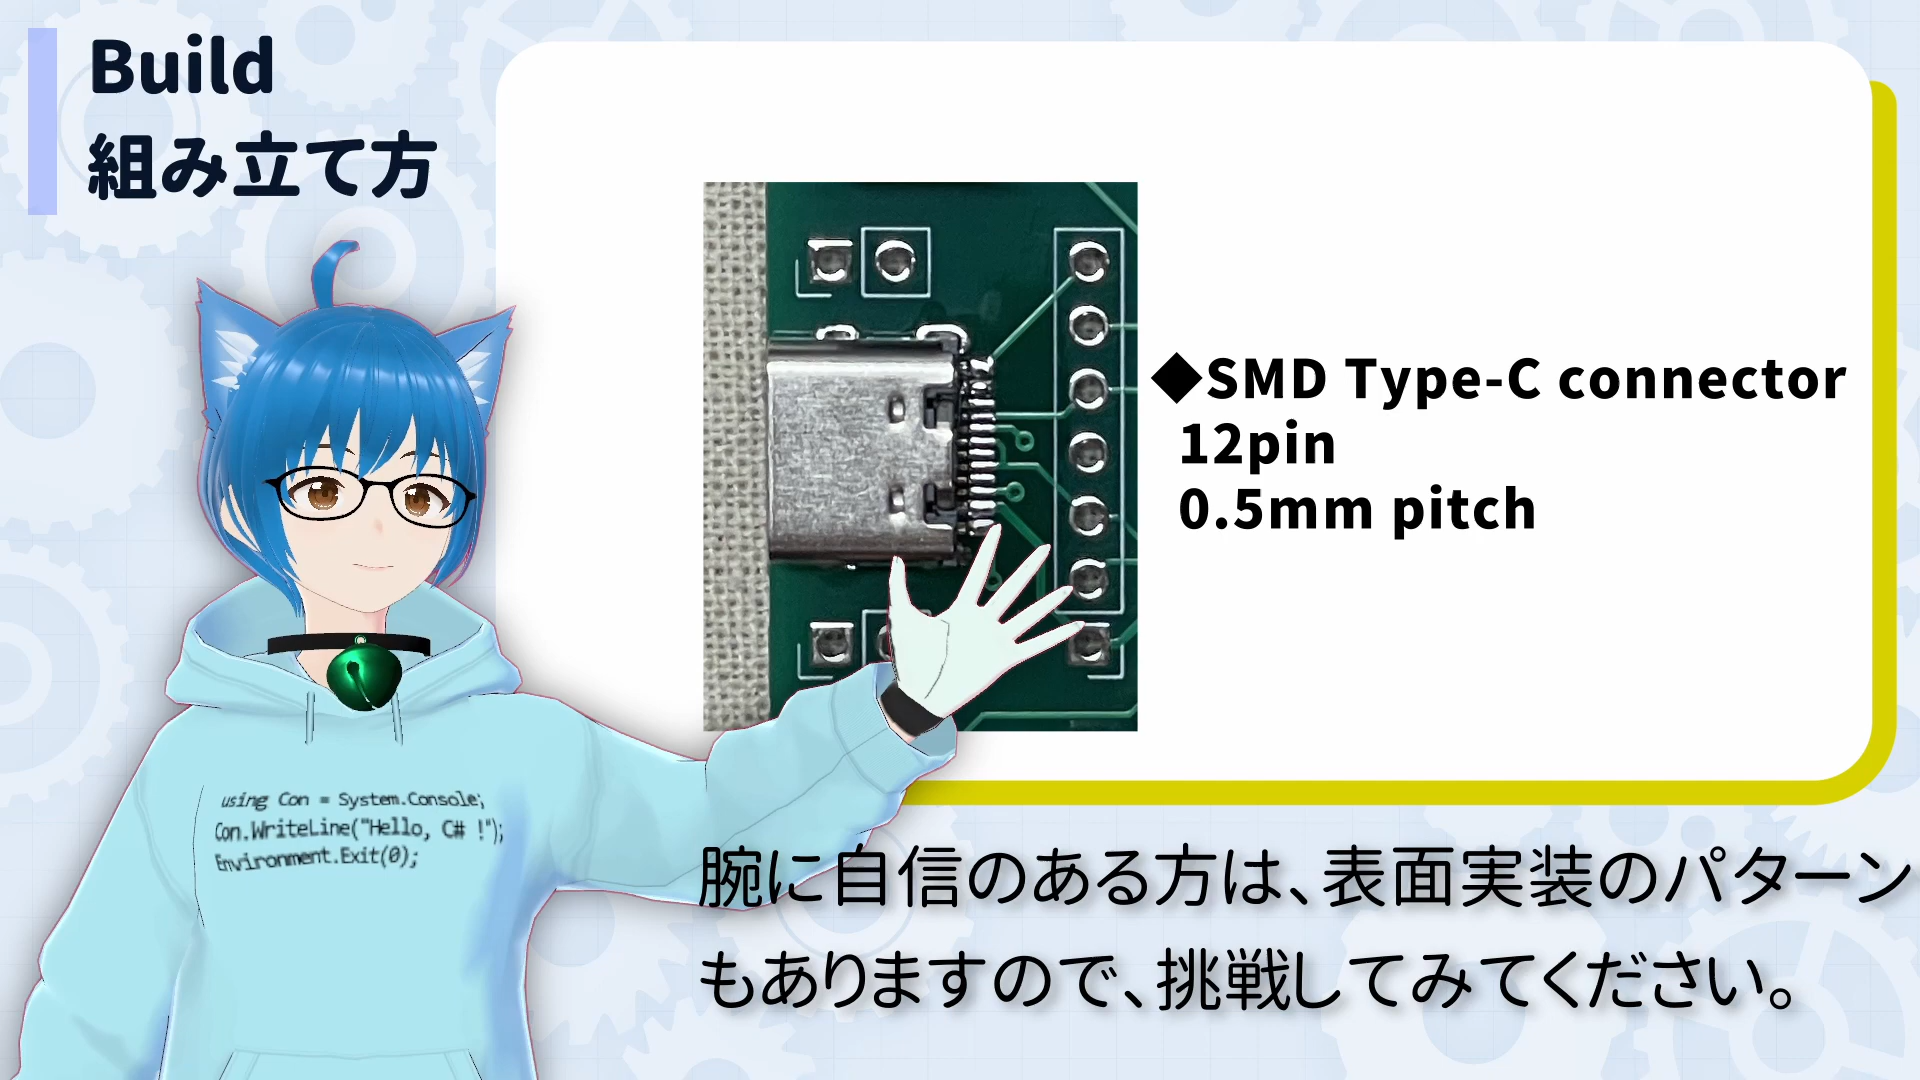 Build
組み立て方
◆SMD Type-C connector
12pin
0.5mm pitch
using Con = System.Console;
Con.WriteLine("Hello, C# !");
Environment.Exit(0);
腕に自信のある方は、表面実装のパターン
もありますので、挑戦してみてください。